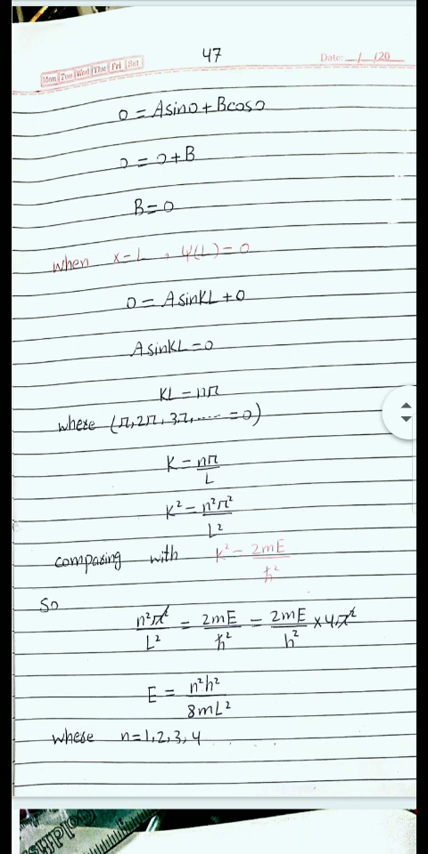 47
Mon Tue Wed Thu Fri Sat
Date: __/__/20
0 = Asin0 + Bcos0
0 = 0 + B
B = 0
When x = L , Ψ(L) = 0
0 = AsinKL + 0
AsinKL = 0
KL = nπ
where (π, 2π, 3π, ..... = 0)
K = nπ/L
K² = n²π²/L²
comparing with K² = 2mE/ħ²
So
n²π²/L² = 2mE/ħ² = 2mE/h² × 4π²
E = n²h²/8mL²
where n = 1, 2, 3, 4